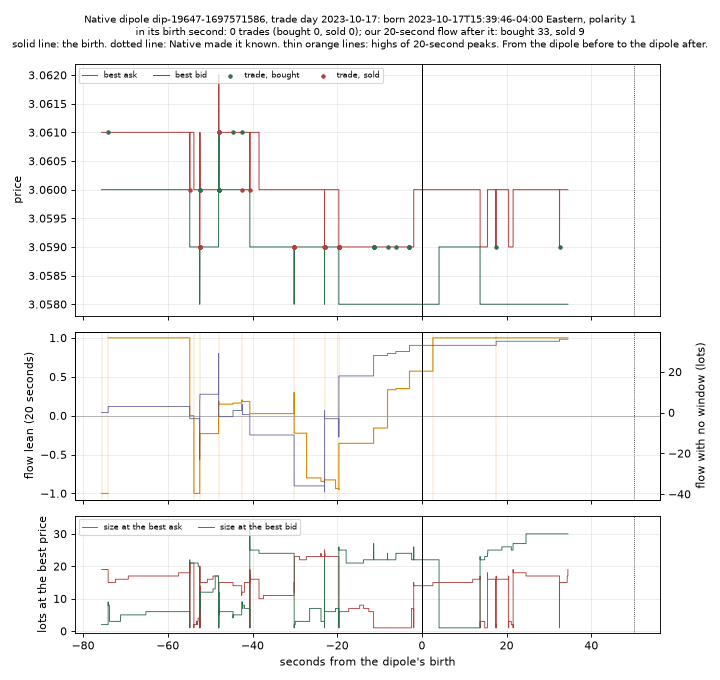 Native dipole dip-19647-1697571586, trade day 2023-10-17: born 2023-10-17T15:39:46-04:00 Eastern, polarity 1
in its birth second: 0 trades (bought 0, sold 0); our 20-second flow after it: bought 33, sold 9
solid line: the birth. dotted line: Native made it known. thin orange lines: highs of 20-second peaks. From the dipole before to the dipole after.
best ask
best bid
trade, bought
trade, sold
3.0620
3.0615
3.0610
3.0605
3.0600
3.0595
3.0590
3.0585
3.0580
price
1.0
0.5
0.0
−0.5
−1.0
flow lean (20 seconds)
20
0
−20
−40
flow with no window (lots)
size at the best ask
size at the best bid
30
20
10
0
lots at the best price
−80
−60
−40
−20
0
20
40
seconds from the dipole's birth